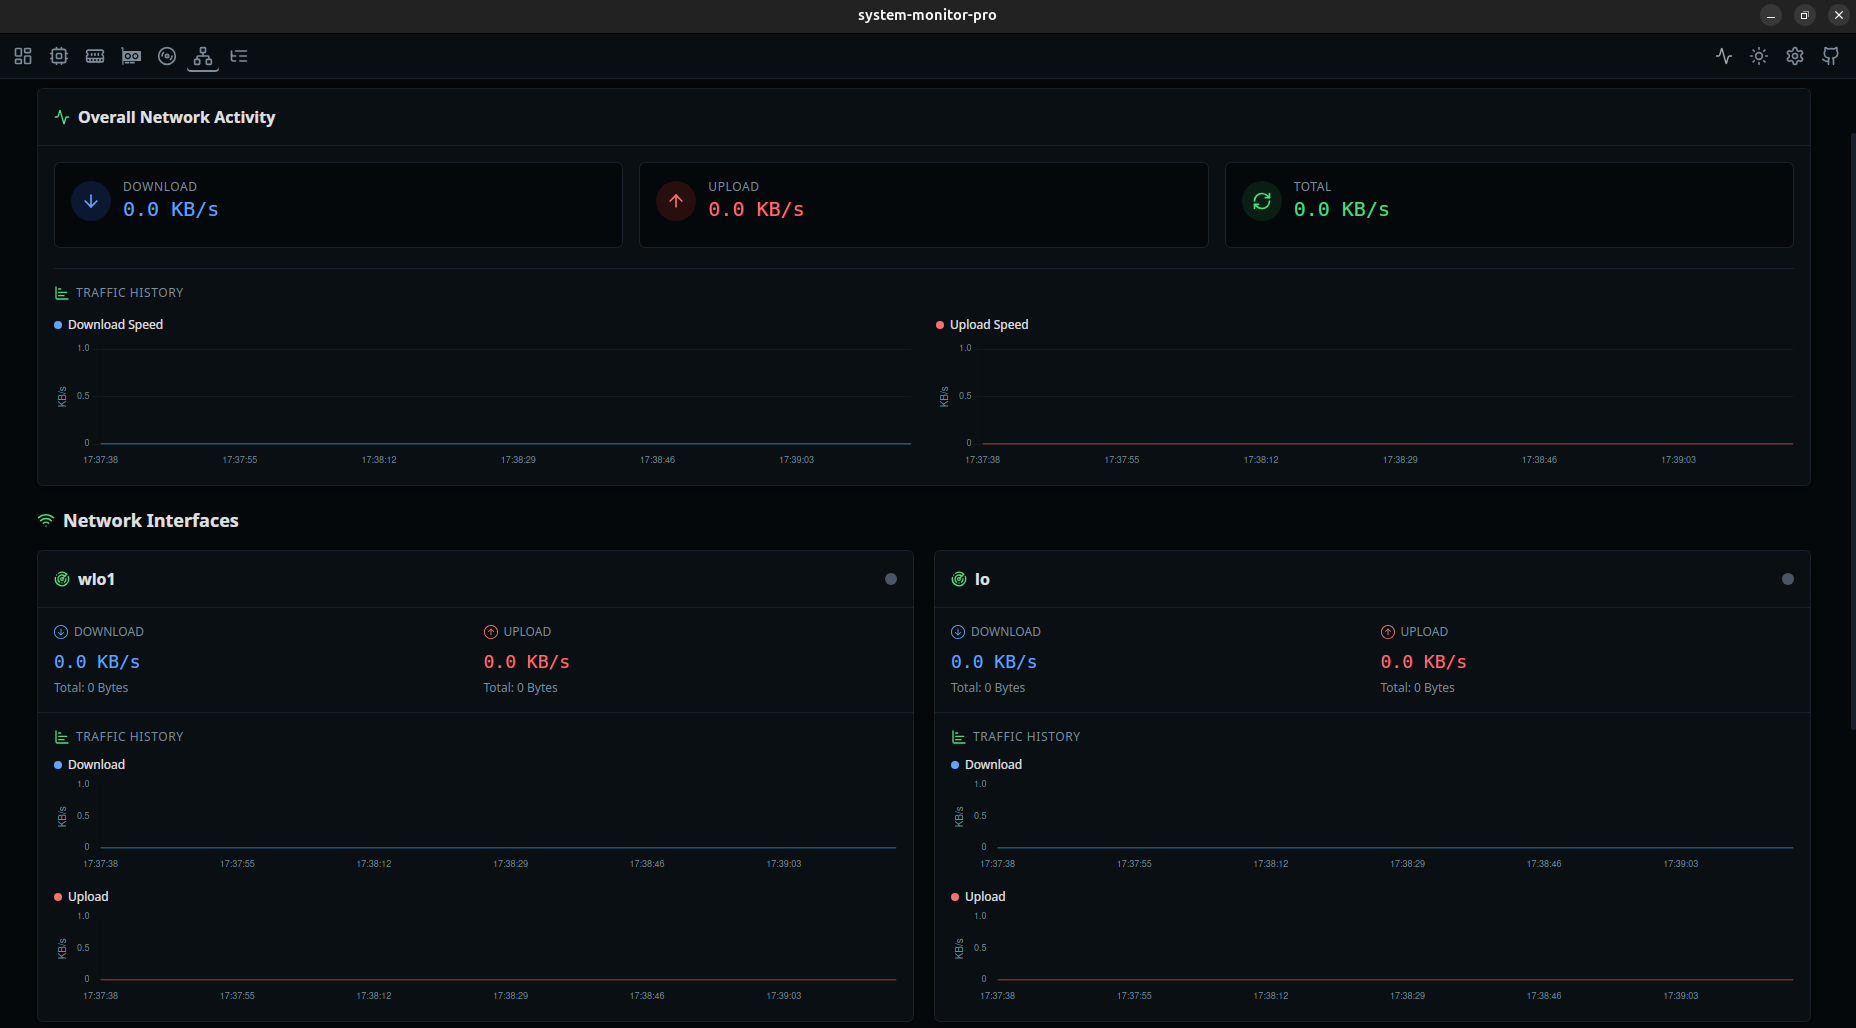 system-monitor-pro
Overall Network Activity
DOWNLOAD
0.0 KB/s
UPLOAD
0.0 KB/s
TOTAL
0.0 KB/s
TRAFFIC HISTORY
Download Speed
1.0
KB/s
0.5
0
17:37:38 17:37:55 17:38:12 17:38:29 17:38:46 17:39:03
Upload Speed
1.0
KB/s
0.5
0
17:37:38 17:37:55 17:38:12 17:38:29 17:38:46 17:39:03
Network Interfaces
wlo1
DOWNLOAD
0.0 KB/s
Total: 0 Bytes
UPLOAD
0.0 KB/s
Total: 0 Bytes
TRAFFIC HISTORY
Download
1.0
KB/s
0.5
0
17:37:38 17:37:55 17:38:12 17:38:29 17:38:46 17:39:03
Upload
1.0
KB/s
0.5
0
17:37:38 17:37:55 17:38:12 17:38:29 17:38:46 17:39:03
lo
DOWNLOAD
0.0 KB/s
Total: 0 Bytes
UPLOAD
0.0 KB/s
Total: 0 Bytes
TRAFFIC HISTORY
Download
1.0
KB/s
0.5
0
17:37:38 17:37:55 17:38:12 17:38:29 17:38:46 17:39:03
Upload
1.0
KB/s
0.5
0
17:37:38 17:37:55 17:38:12 17:38:29 17:38:46 17:39:03